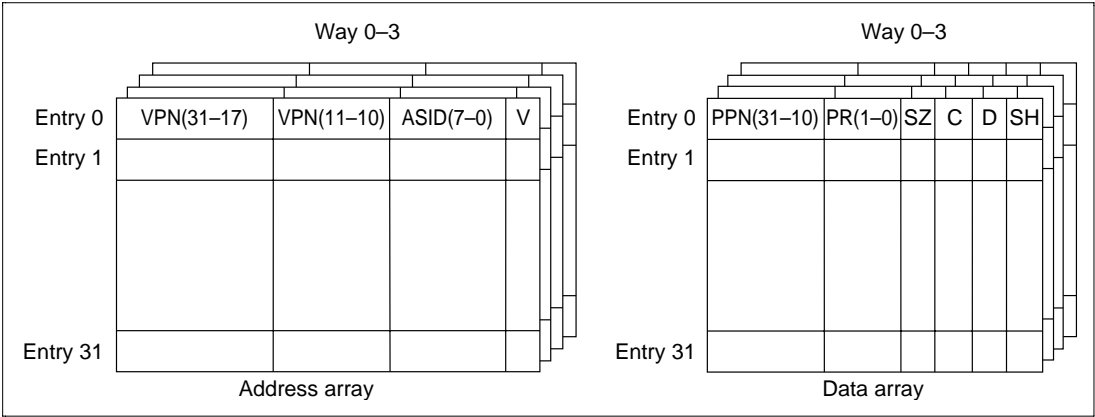 Way 0–3
Entry 0 VPN(31–17) VPN(11–10) ASID(7–0) V
Entry 1
Entry 31
Address array
Way 0–3
Entry 0 PPN(31–10) PR(1–0) SZ C D SH
Entry 1
Entry 31
Data array